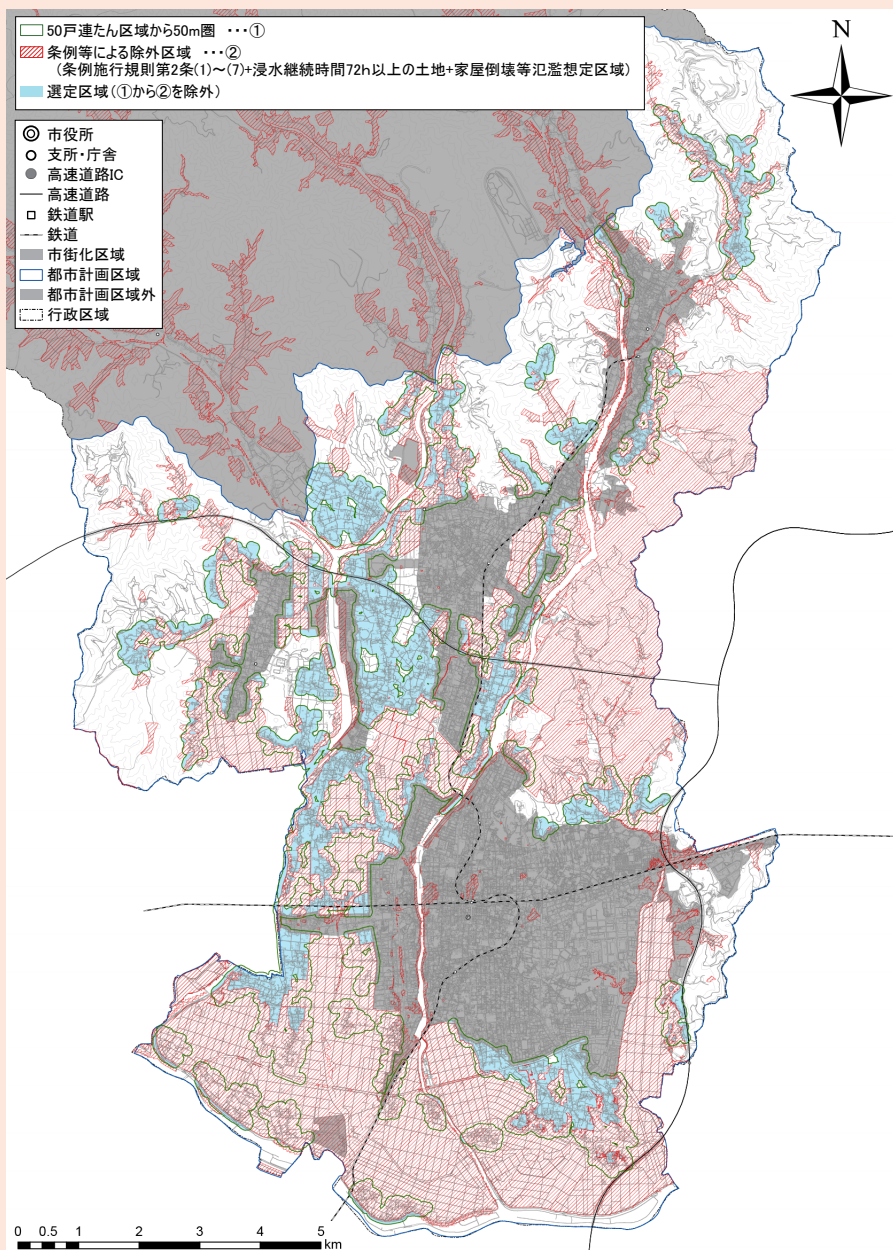 50戸連たん区域から50m圏 ・・・①
条例等による除外区域 ・・・②
(条例施行規則第2条(1)～(7)+浸水継続時間72h以上の土地+家屋倒壊等氾濫想定区域)
選定区域(①から②を除外)
N
市役所
支所・庁舎
高速道路IC
高速道路
鉄道駅
鉄道
市街化区域
都市計画区域
都市計画区域外
行政区域
0 0.5 1 2 3 4 5
km